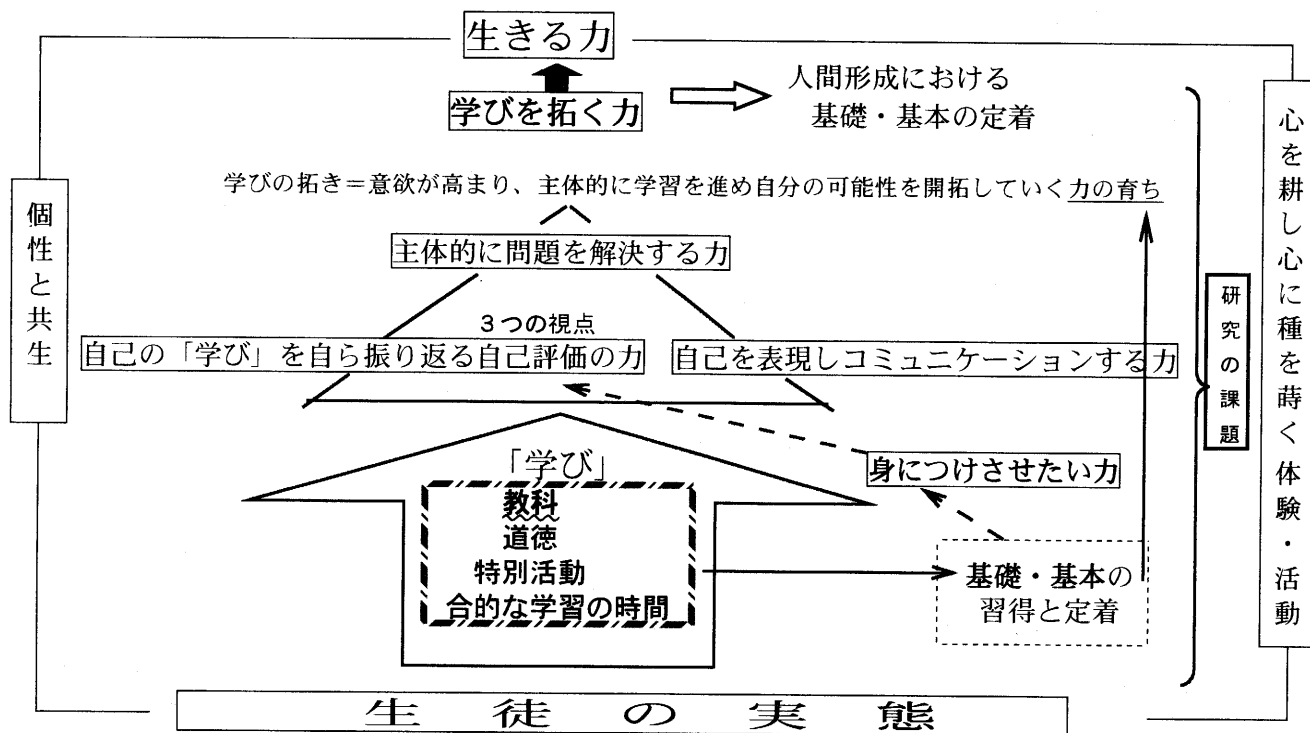 生きる力
学びを拓く力
人間形成における
基礎・基本の定着
学びの拓き＝意欲が高まり、主体的に学習を進め自分の可能性を開拓していく力の育ち
主体的に問題を解決する力
３つの視点
自己の「学び」を自ら振り返る自己評価の力
自己を表現しコミュニケーションする力
「学び」
教科
道徳
特別活動
合的な学習の時間
身につけさせたい力
基礎・基本の
習得と定着
個性と共生
研究の課題
心を耕し心に種を蒔く体験・活動
生徒の実態